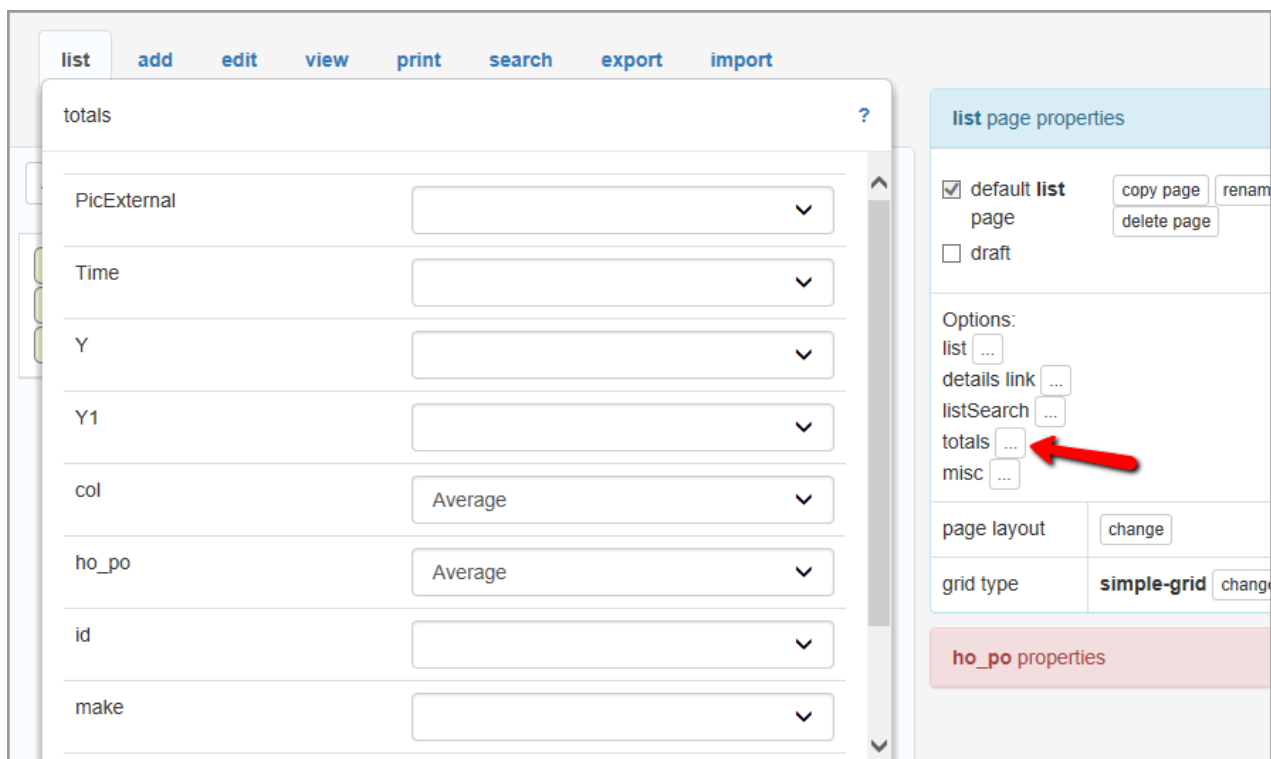 list add edit view print search export import
totals ?
PicExternal
Time
Y
Y1
col Average
ho_po Average
id
make
list page properties
default list copy page renam
page delete page
draft
Options:
list ...
details link ...
listSearch ...
totals ...
misc ...
page layout change
grid type simple-grid change
ho_po properties